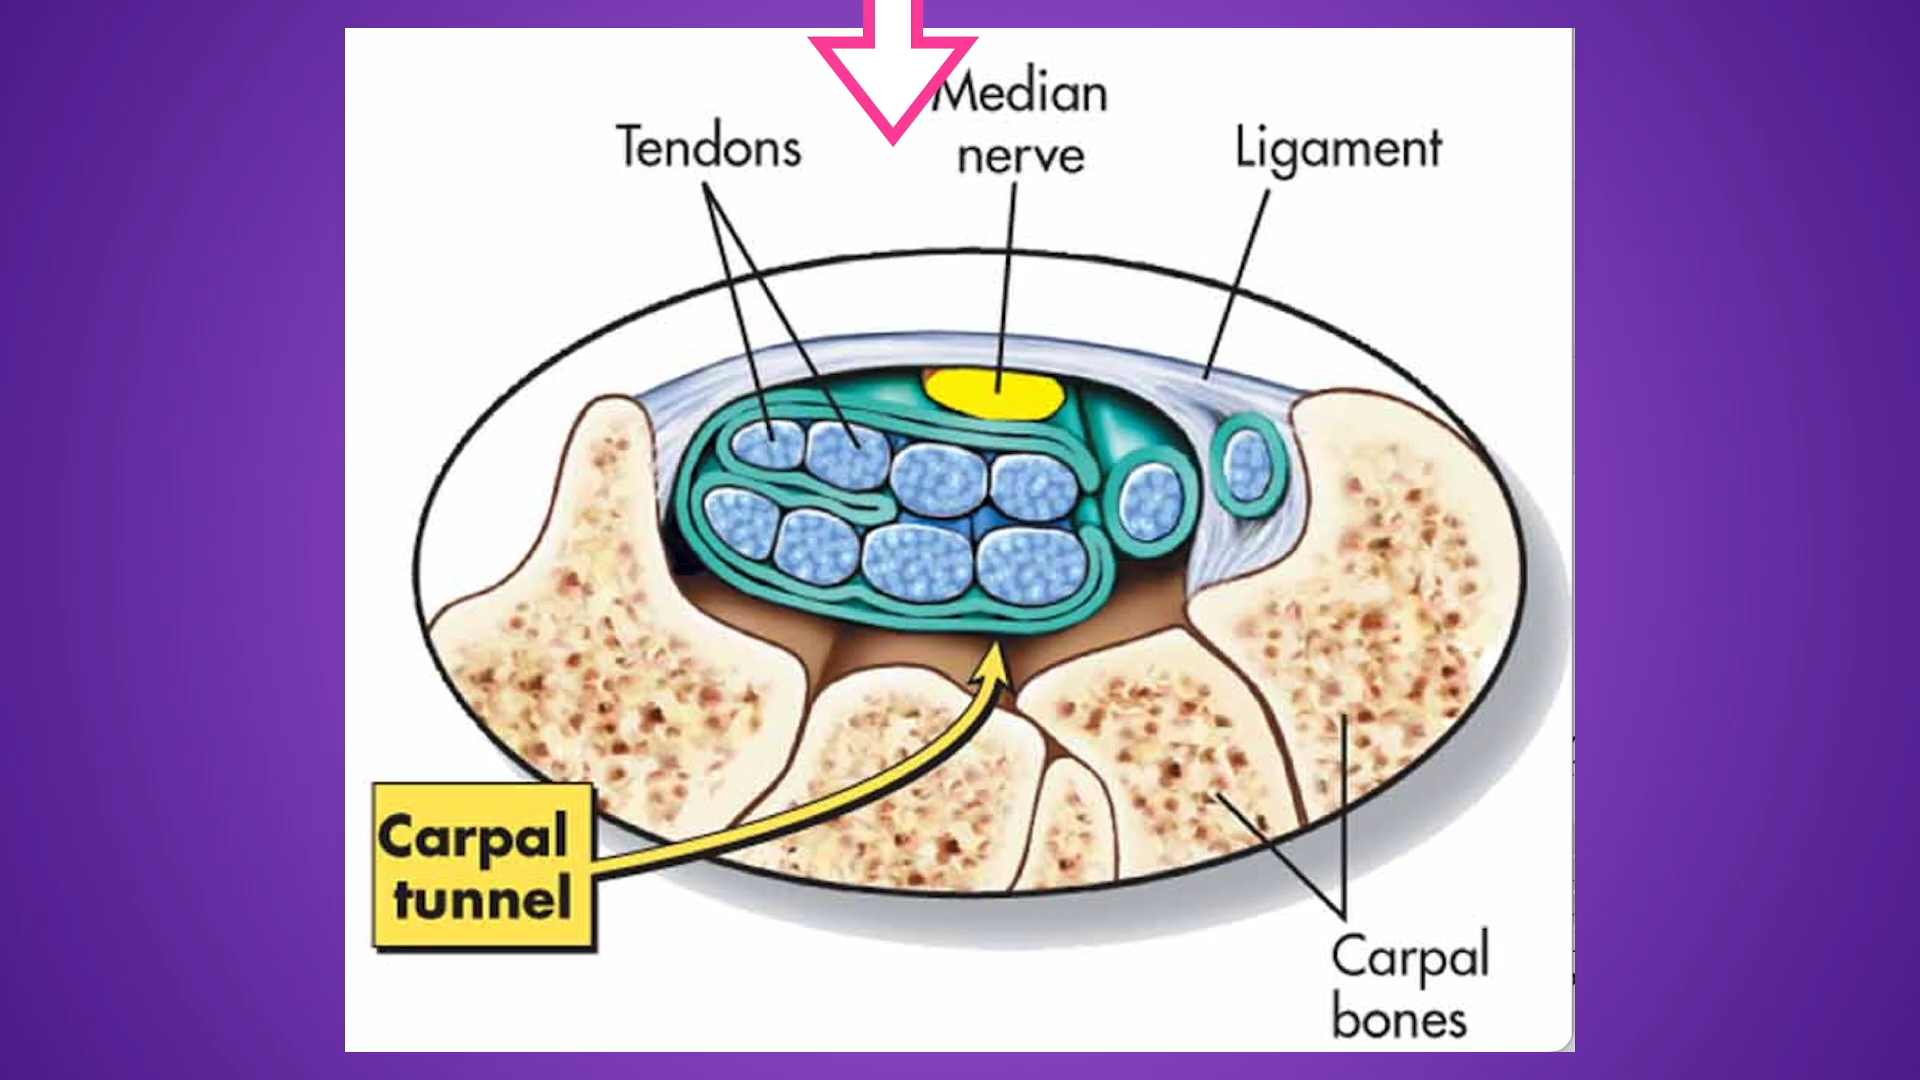 Median
nerve
Tendons
Ligament
Carpal
tunnel
Carpal
bones